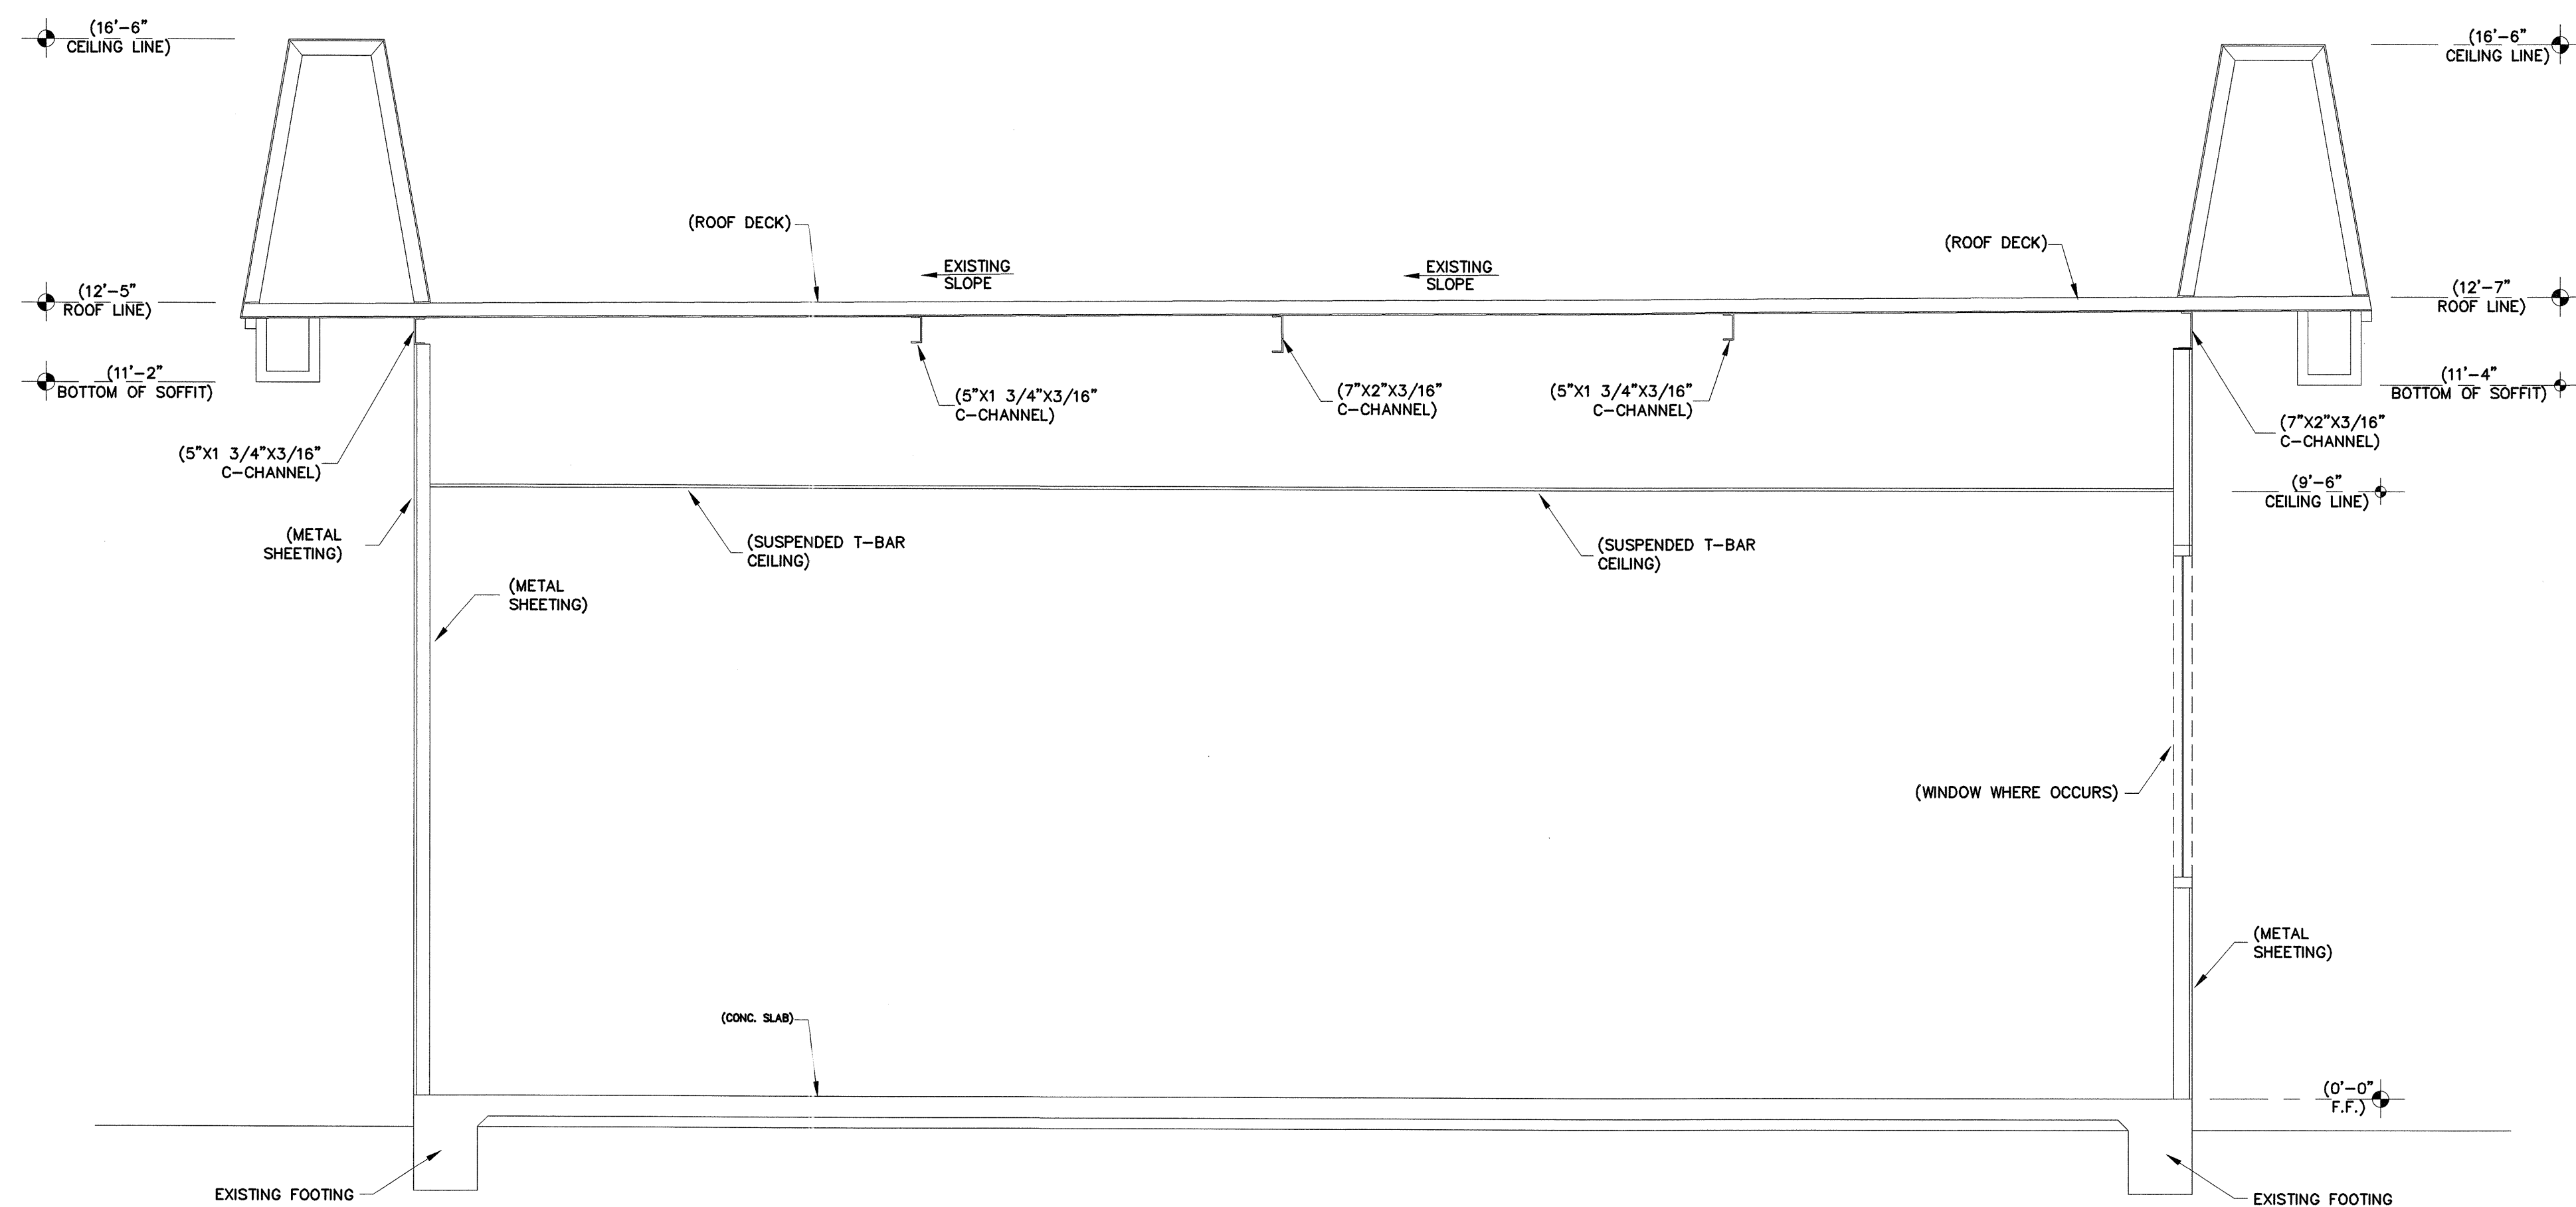 (16'-6"
CEILING LINE)
(16'-6"
CEILING LINE)
(ROOF DECK)
(ROOF DECK)
EXISTING
SLOPE
EXISTING
SLOPE
(12'-5"
ROOF LINE)
(12'-7"
ROOF LINE)
(11'-2"
BOTTOM OF SOFFIT)
(11'-4"
BOTTOM OF SOFFIT)
(5"X1 3/4"X3/16"
C-CHANNEL)
(7"X2"X3/16"
C-CHANNEL)
(5"X1 3/4"X3/16"
C-CHANNEL)
(7"X2"X3/16"
C-CHANNEL)
(5"X1 3/4"X3/16"
C-CHANNEL)
(9'-6"
CEILING LINE)
(METAL
SHEETING)
(SUSPENDED T-BAR
CEILING)
(SUSPENDED T-BAR
CEILING)
(METAL
SHEETING)
(WINDOW WHERE OCCURS)
(METAL
SHEETING)
(CONC. SLAB)
(0'-0"
F.F.)
EXISTING FOOTING
EXISTING FOOTING